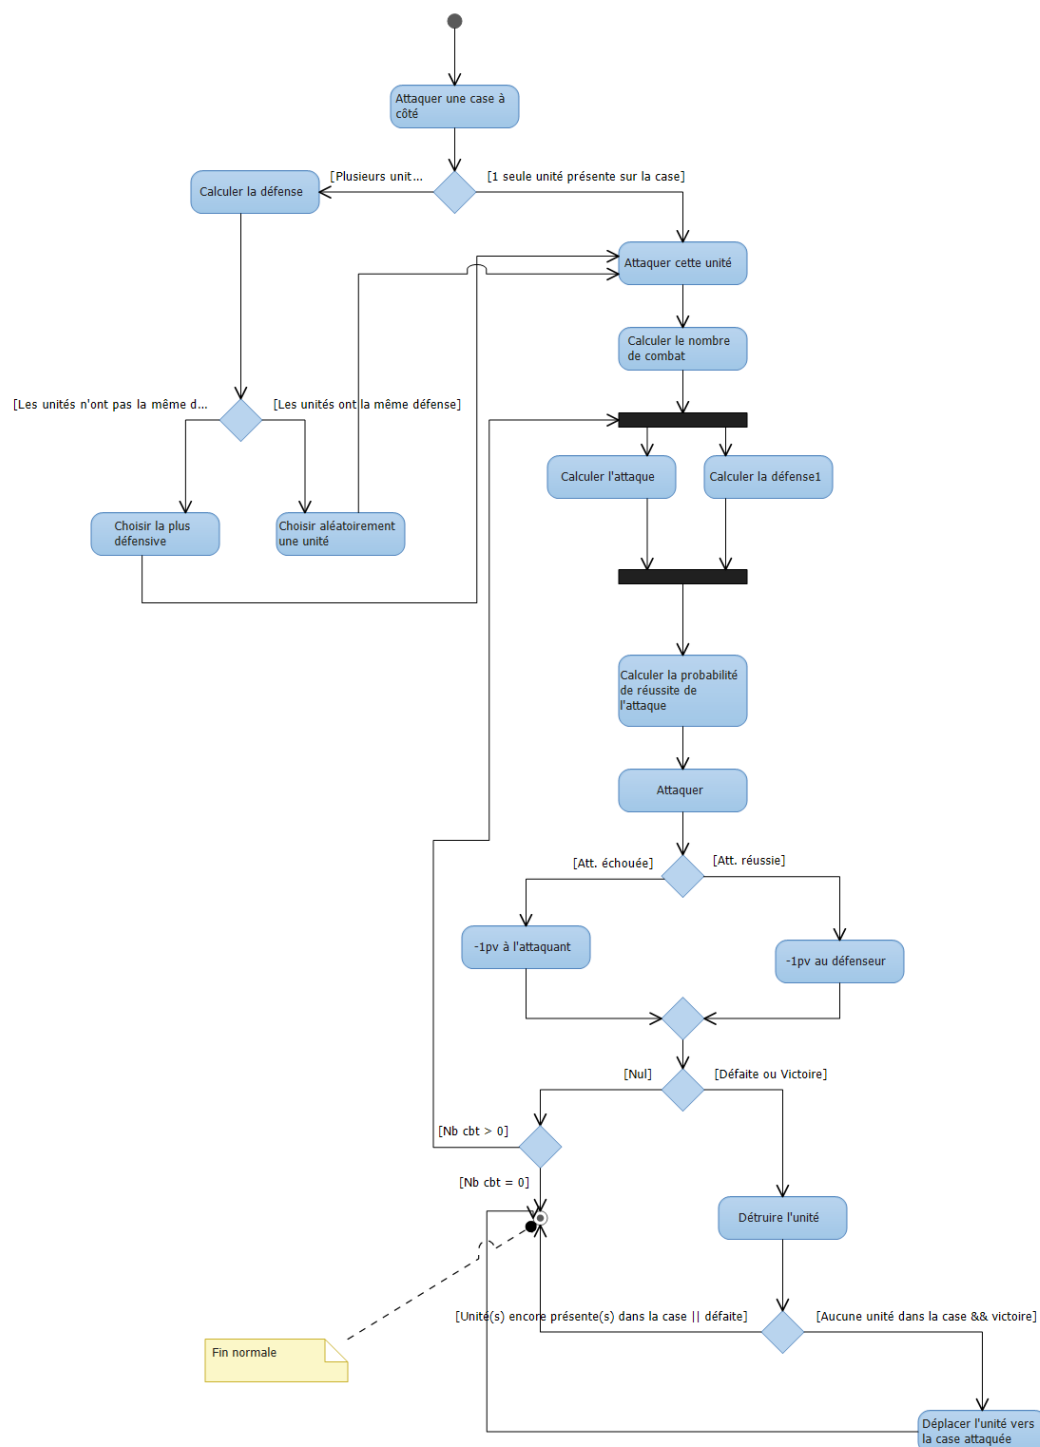 Attaquer une case à
côté
[Plusieurs unit...
[1 seule unité présente sur la case]
Calculer la défense
Attaquer cette unité
Calculer le nombre
de combat
[Les unités n'ont pas la même d...
[Les unités ont la même défense]
Calculer l'attaque
Calculer la défense1
Choisir la plus
défensive
Choisir aléatoirement
une unité
Calculer la probabilité
de réussite de
l'attaque
Attaquer
[Att. échouée]
[Att. réussie]
-1pv à l'attaquant
-1pv au défenseur
[Nul]
[Défaite ou Victoire]
[Nb cbt > 0]
[Nb cbt = 0]
Détruire l'unité
[Unité(s) encore présente(s) dans la case || défaite]
[Aucune unité dans la case && victoire]
Fin normale
Déplacer l'unité vers
la case attaquée